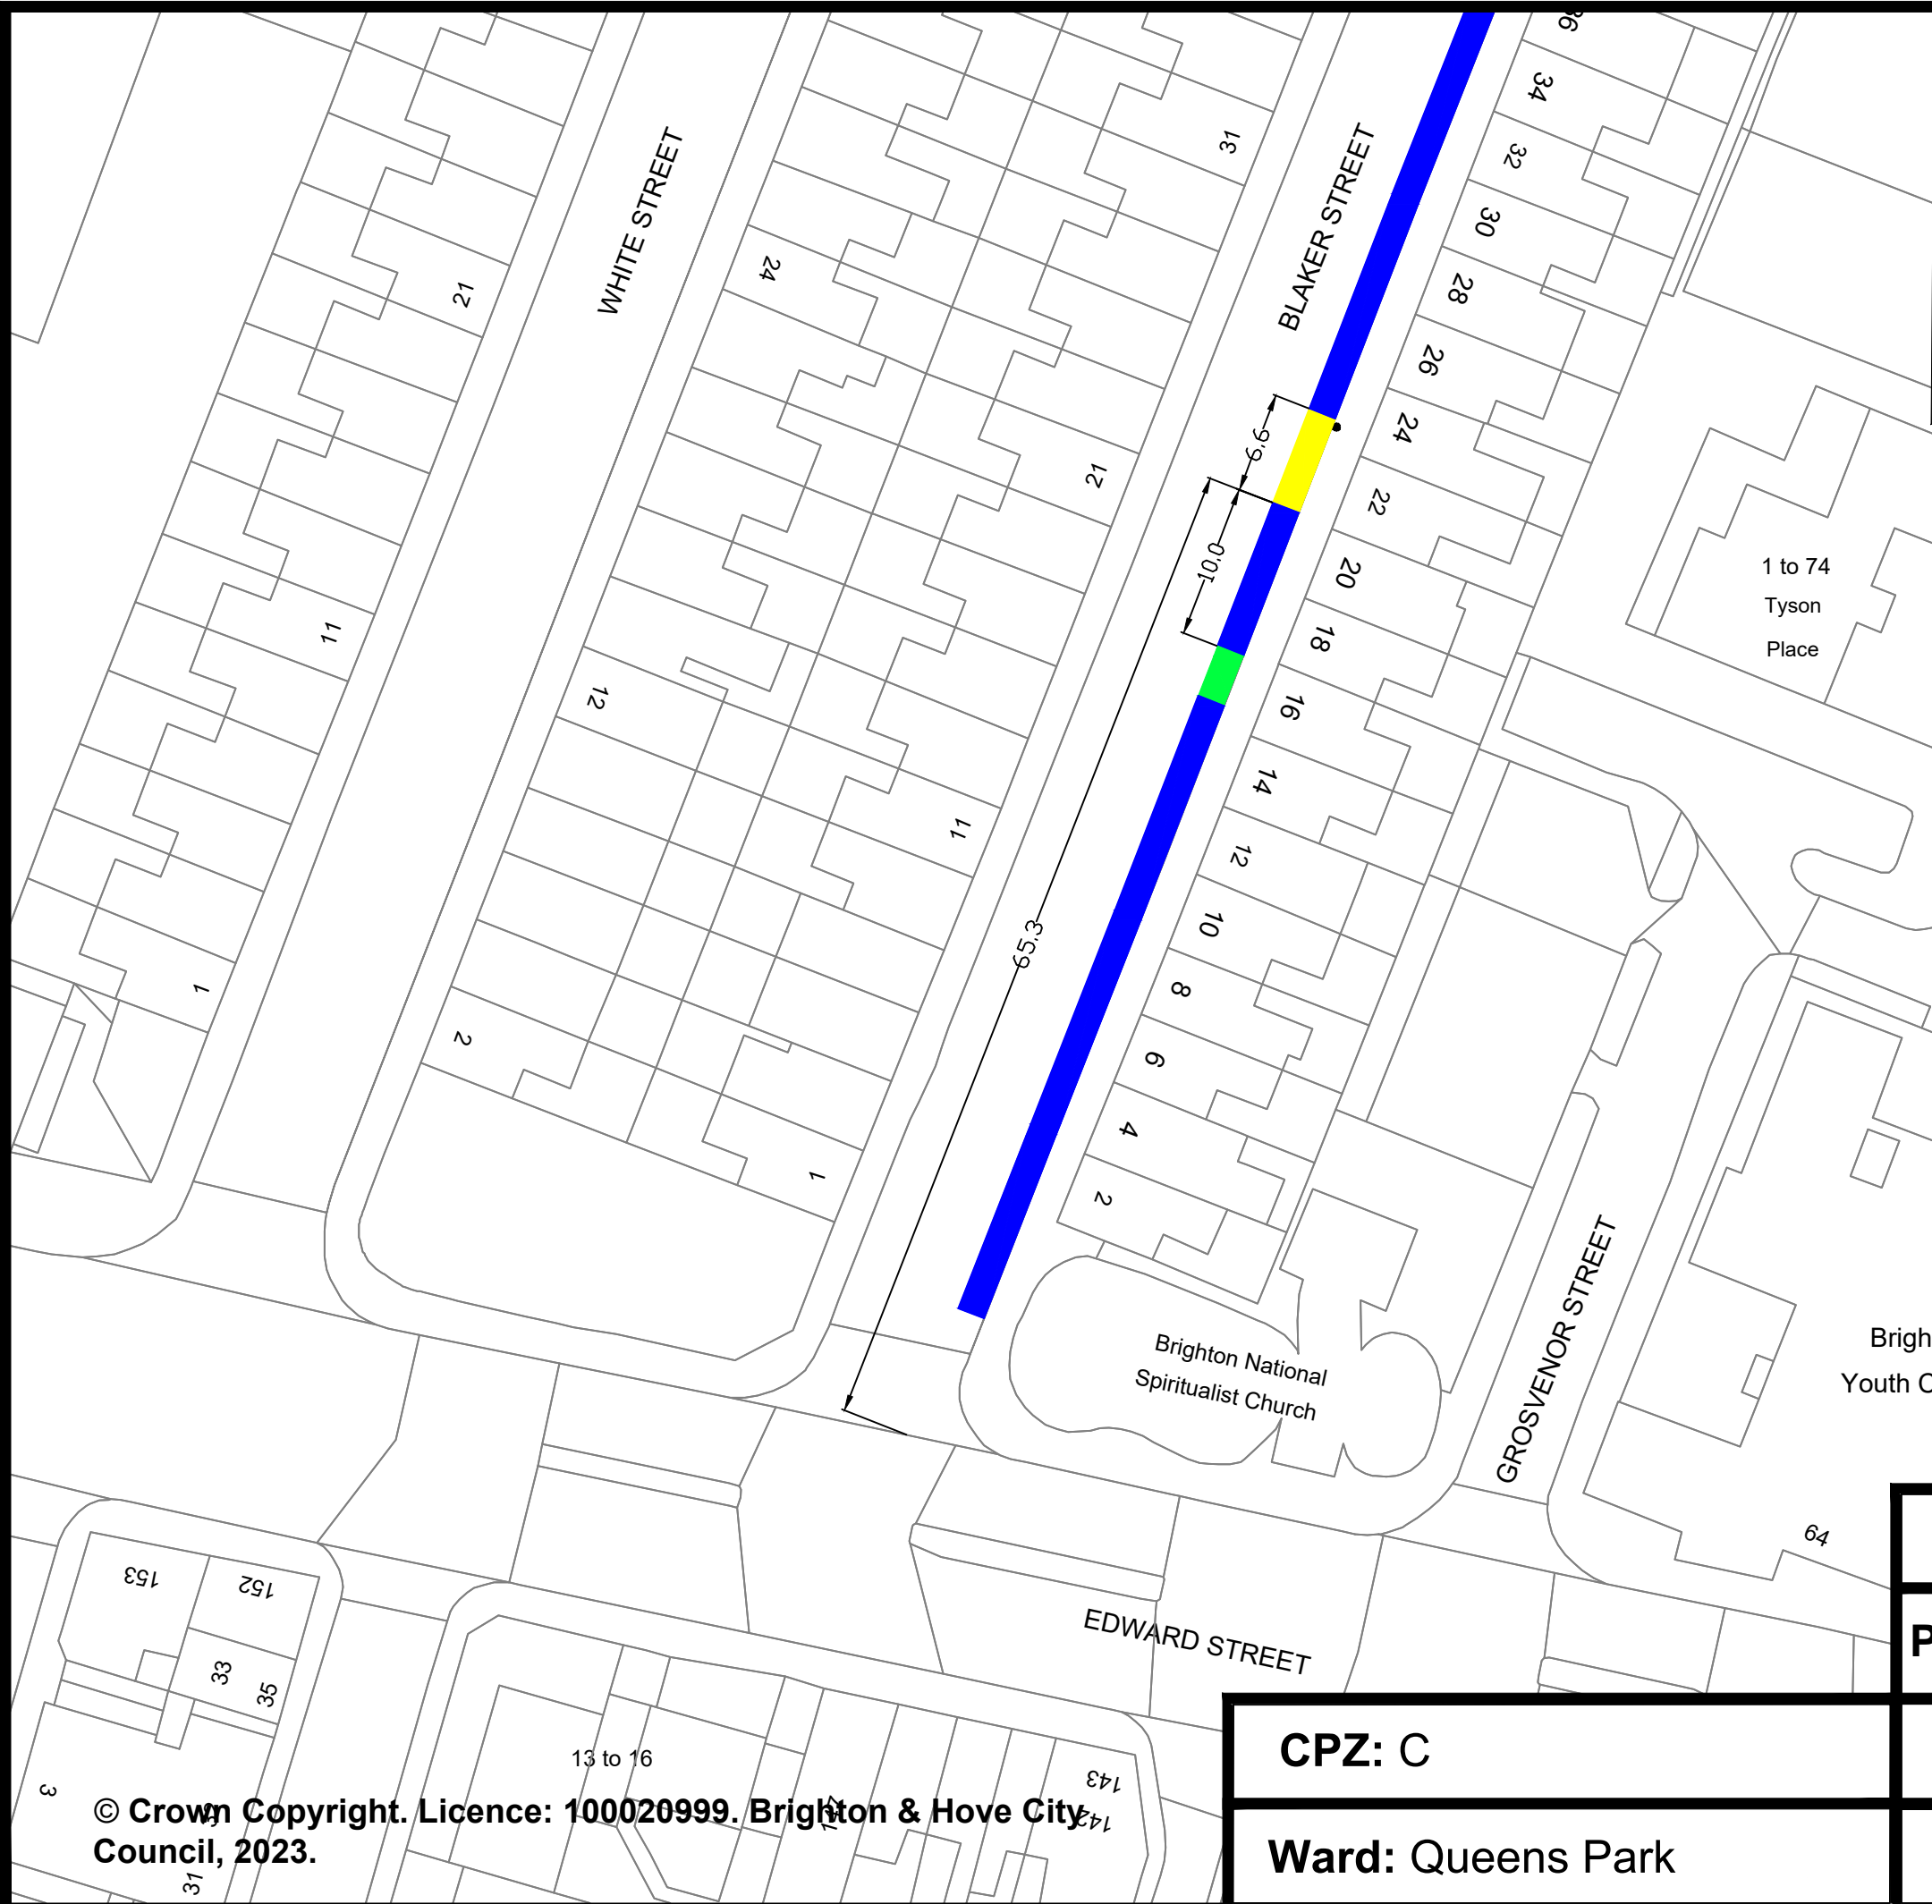 36
34
32
30
28
26
24
22
20
18
16
14
12
10
8
6
4
2
31
21
11
1
BLAKER STREET
6.6
10.0
65.3
WHITE STREET
24
12
2
21
11
1
1 to 74
Tyson
Place
Brighton National
Spiritualist Church
GROSVENOR STREET
Brigh
Youth C
64
EDWARD STREET
153
152
33
35
3
31
13 to 16
143
142
© Crown Copyright. Licence: 100020999. Brighton & Hove City
Council, 2023.
P
CPZ: C
Ward: Queens Park